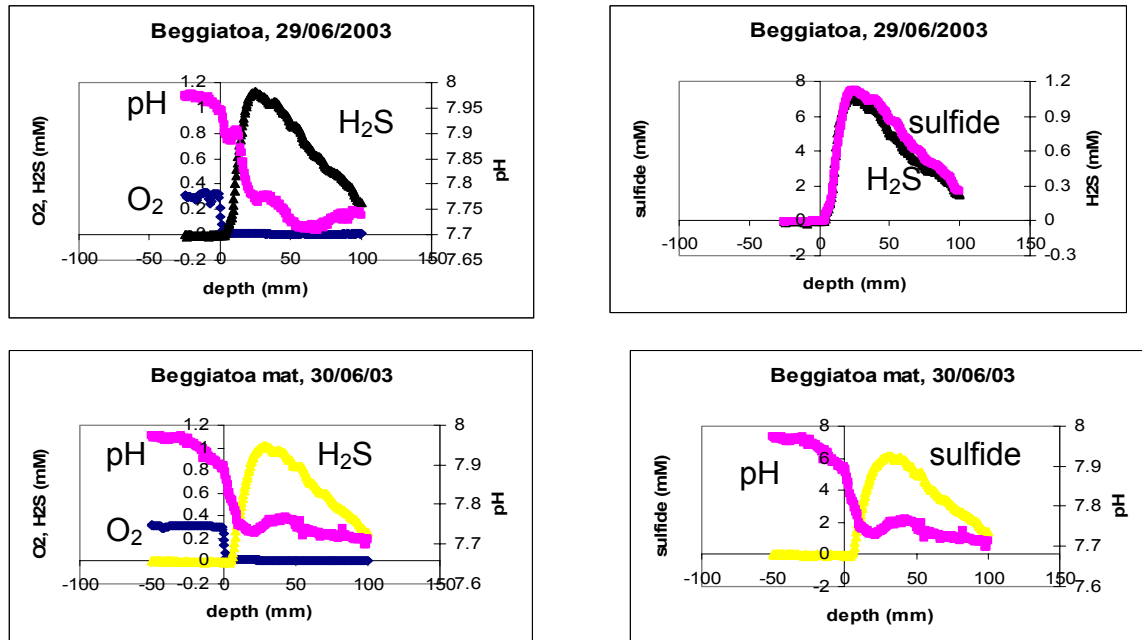 Beggiatoa, 29/06/2003
O2, H2S (mM)
1.2
1
0.8
0.6
0.4
0.2
0
-0.2
8
7.95
7.9
7.85
7.8
7.75
7.7
7.65
pH
pH
H₂S
O₂
-100 -50 0 50 100 150
depth (mm)
Beggiatoa, 29/06/2003
sulfide (mM)
8
6
4
2
0
-2
1.2
0.9
0.6
0.3
0
-0.3
H2S (mM)
sulfide
H₂S
-100 -50 0 50 100 150
depth (mm)
Beggiatoa mat, 30/06/03
O2, H2S (mM)
1.2
1
0.8
0.6
0.4
0.2
0
8
7.9
7.8
7.7
7.6
pH
pH
H₂S
O₂
-100 -50 0 50 100 150
depth (mm)
Beggiatoa mat, 30/06/03
sulfide (mM)
8
6
4
2
0
-2
8
7.9
7.8
7.7
7.6
pH
pH
sulfide
-100 -50 0 50 100 150
depth (mm)